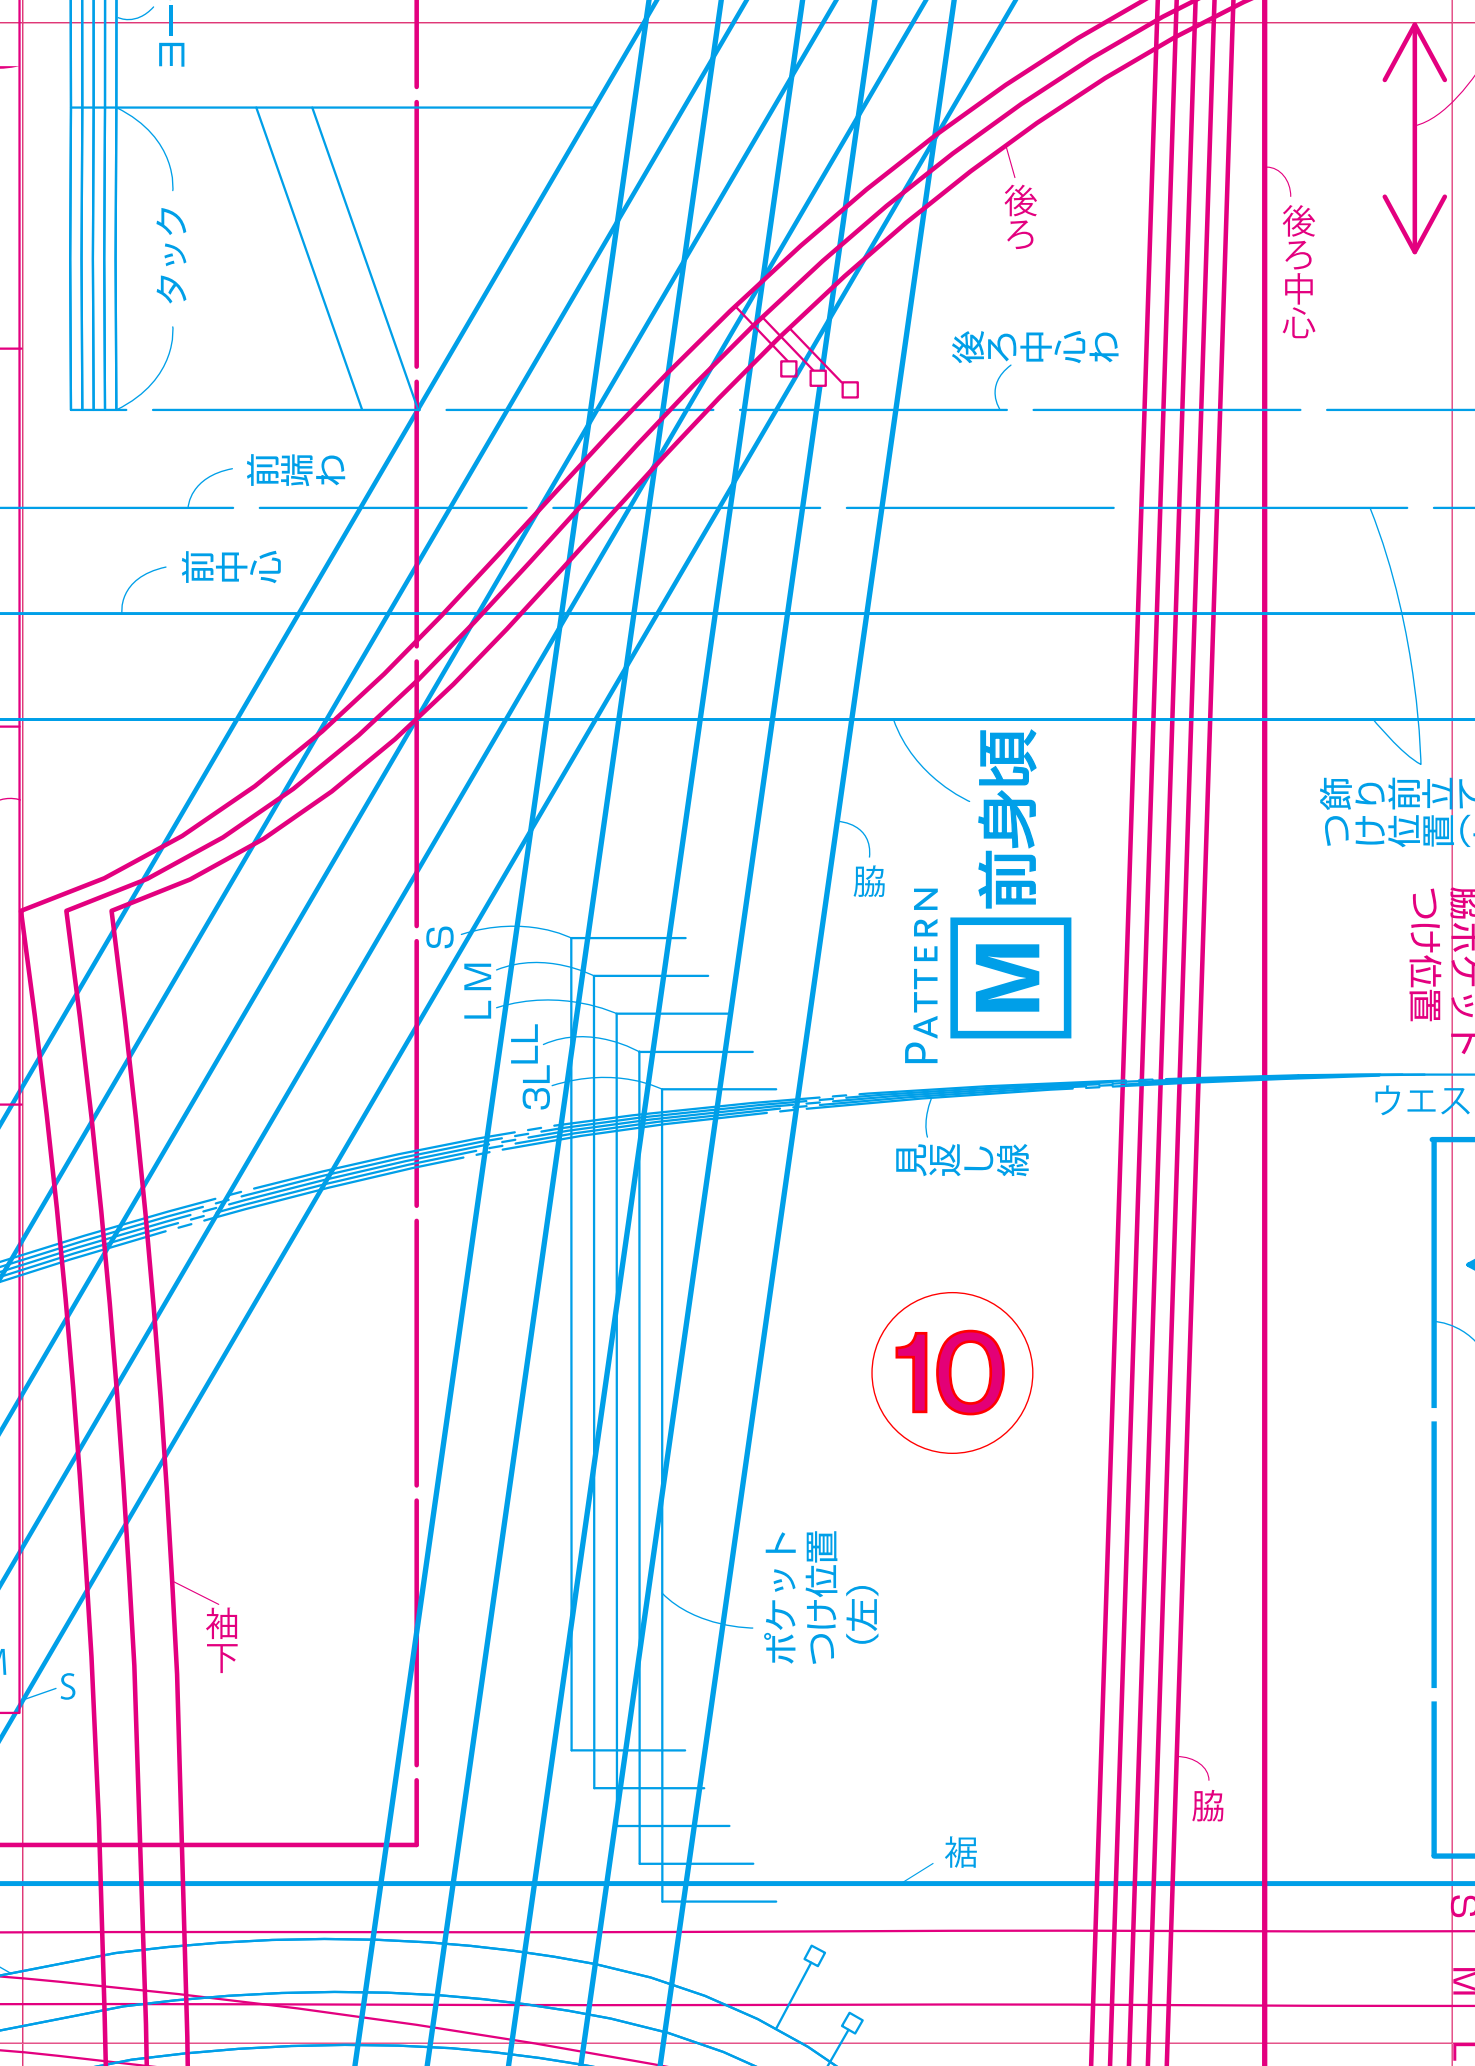 ヨー
タック
後ろ
後ろ中心
後ろ中心わ
前端わ
前中心
前身頃
PATTERN
M
脇
飾り前立
つけ位置
脇ポケット
つけ位置
S
M
L
LL
3L
ウエス
見返し線
10
ポケット
つけ位置
(左)
袖下
S
脇
裾
S
M
L